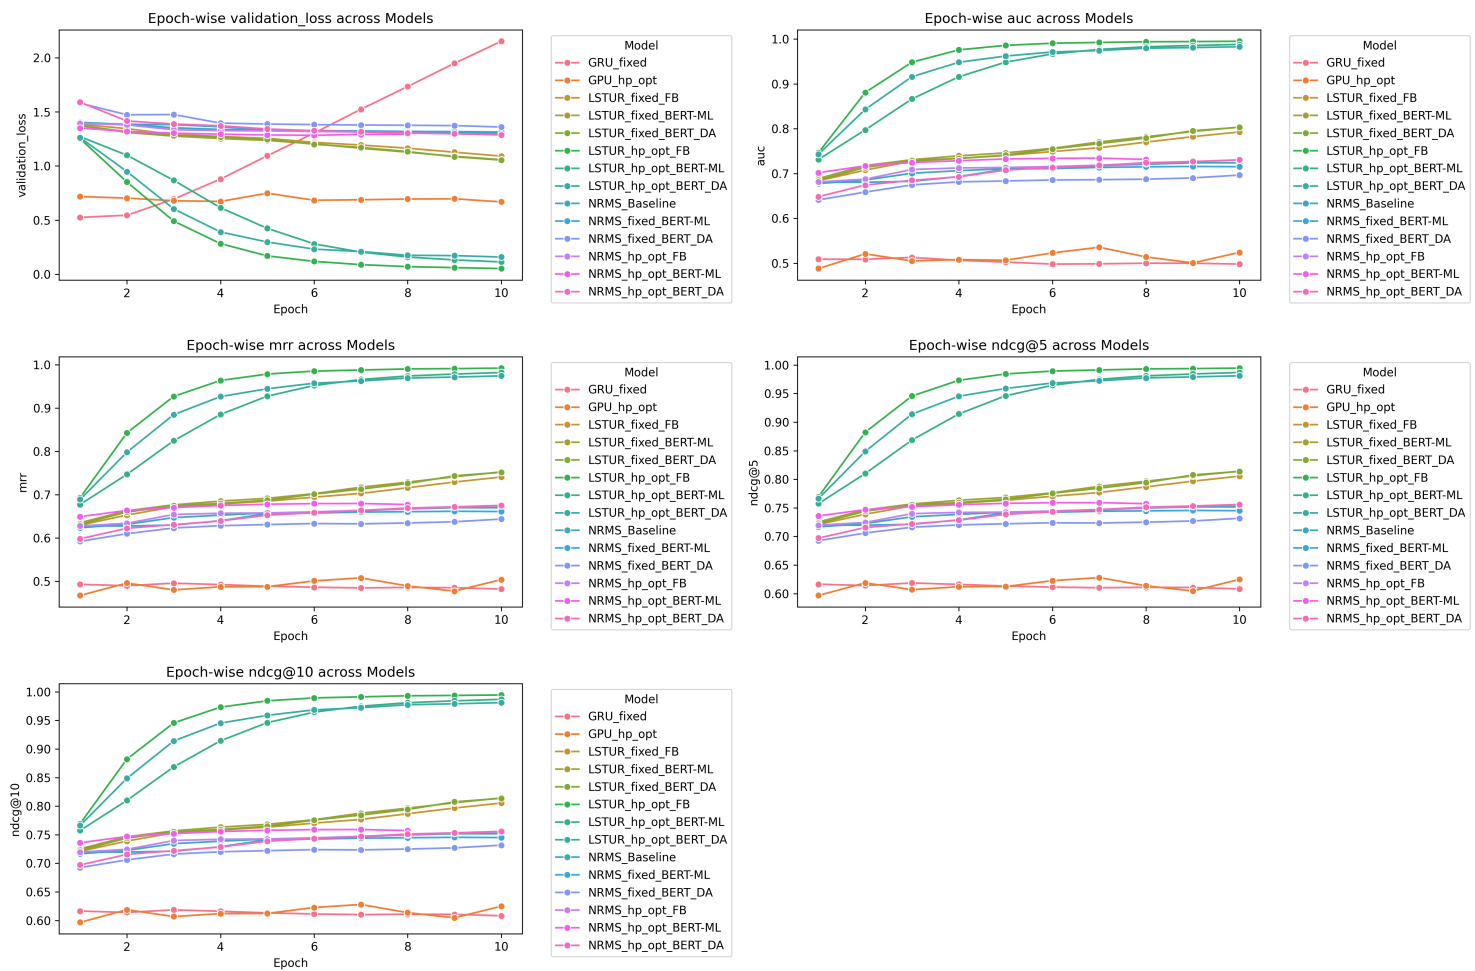 Epoch-wise validation_loss across Models
validation_loss
2.0
1.5
1.0
0.5
0.0
2
4
6
8
10
Epoch
Model
GRU_fixed
GPU_hp_opt
LSTUR_fixed_FB
LSTUR_fixed_BERT-ML
LSTUR_fixed_BERT_DA
LSTUR_hp_opt_FB
LSTUR_hp_opt_BERT-ML
LSTUR_hp_opt_BERT_DA
NRMS_Baseline
NRMS_fixed_BERT-ML
NRMS_fixed_BERT_DA
NRMS_hp_opt_FB
NRMS_hp_opt_BERT-ML
NRMS_hp_opt_BERT_DA
Epoch-wise auc across Models
auc
1.0
0.9
0.8
0.7
0.6
0.5
2
4
6
8
10
Epoch
Model
GRU_fixed
GPU_hp_opt
LSTUR_fixed_FB
LSTUR_fixed_BERT-ML
LSTUR_fixed_BERT_DA
LSTUR_hp_opt_FB
LSTUR_hp_opt_BERT-ML
LSTUR_hp_opt_BERT_DA
NRMS_Baseline
NRMS_fixed_BERT-ML
NRMS_fixed_BERT_DA
NRMS_hp_opt_FB
NRMS_hp_opt_BERT-ML
NRMS_hp_opt_BERT_DA
Epoch-wise mrr across Models
mrr
1.0
0.9
0.8
0.7
0.6
0.5
2
4
6
8
10
Epoch
Model
GRU_fixed
GPU_hp_opt
LSTUR_fixed_FB
LSTUR_fixed_BERT-ML
LSTUR_fixed_BERT_DA
LSTUR_hp_opt_FB
LSTUR_hp_opt_BERT-ML
LSTUR_hp_opt_BERT_DA
NRMS_Baseline
NRMS_fixed_BERT-ML
NRMS_fixed_BERT_DA
NRMS_hp_opt_FB
NRMS_hp_opt_BERT-ML
NRMS_hp_opt_BERT_DA
Epoch-wise ndcg@5 across Models
ndcg@5
1.00
0.95
0.90
0.85
0.80
0.75
0.70
0.65
0.60
2
4
6
8
10
Epoch
Model
GRU_fixed
GPU_hp_opt
LSTUR_fixed_FB
LSTUR_fixed_BERT-ML
LSTUR_fixed_BERT_DA
LSTUR_hp_opt_FB
LSTUR_hp_opt_BERT-ML
LSTUR_hp_opt_BERT_DA
NRMS_Baseline
NRMS_fixed_BERT-ML
NRMS_fixed_BERT_DA
NRMS_hp_opt_FB
NRMS_hp_opt_BERT-ML
NRMS_hp_opt_BERT_DA
Epoch-wise ndcg@10 across Models
ndcg@10
1.00
0.95
0.90
0.85
0.80
0.75
0.70
0.65
0.60
2
4
6
8
10
Epoch
Model
GRU_fixed
GPU_hp_opt
LSTUR_fixed_FB
LSTUR_fixed_BERT-ML
LSTUR_fixed_BERT_DA
LSTUR_hp_opt_FB
LSTUR_hp_opt_BERT-ML
LSTUR_hp_opt_BERT_DA
NRMS_Baseline
NRMS_fixed_BERT-ML
NRMS_fixed_BERT_DA
NRMS_hp_opt_FB
NRMS_hp_opt_BERT-ML
NRMS_hp_opt_BERT_DA